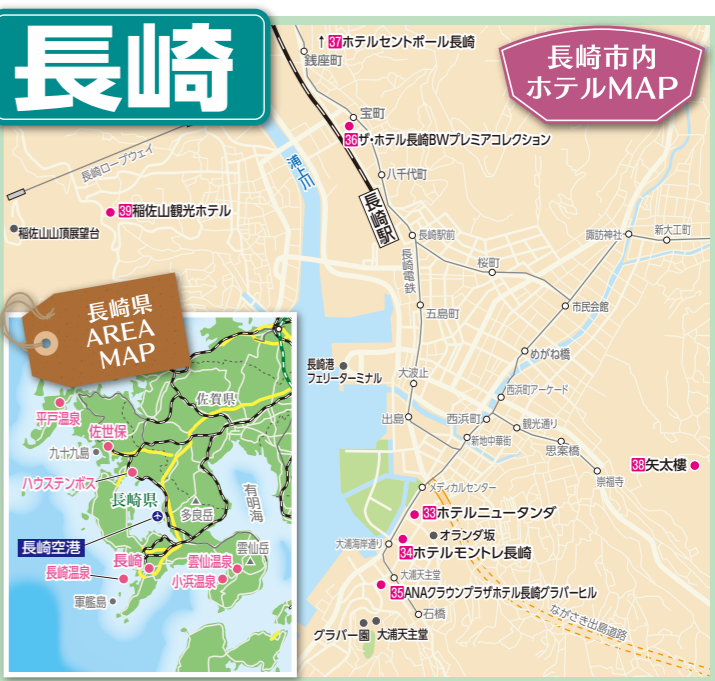 長崎
長崎市内
ホテルMAP
↑37ホテルセントポール長崎
銭座町
宝町
36ザ・ホテル長崎BWプレミアコレクション
浦上川
長崎ロープウェイ
八千代町
39稲佐山観光ホテル
稲佐山山頂展望台
長崎駅
長崎駅前
長崎電鉄
桜町
諏訪神社
新大工町
五島町
市民会館
めがね橋
長崎港
フェリーターミナル
大波止
西浜町アーケード
出島
西浜町
観光通り
新地中華街
思案橋
崇福寺
38矢太樓
メディカルセンター
33ホテルニュータンダ
オランダ坂
大浦海岸通り
34ホテルモントレ長崎
大浦天主堂
35ANAクラウンプラザホテル長崎グラバーヒル
石橋
グラバー園
大浦天主堂
ながさき出島道路
長崎県
AREA
MAP
佐賀県
平戸温泉
佐世保
九十九島
ハウステンボス
長崎県
多良岳
有明海
長崎空港
長崎
長崎温泉
雲仙温泉
雲仙岳
小浜温泉
軍艦島